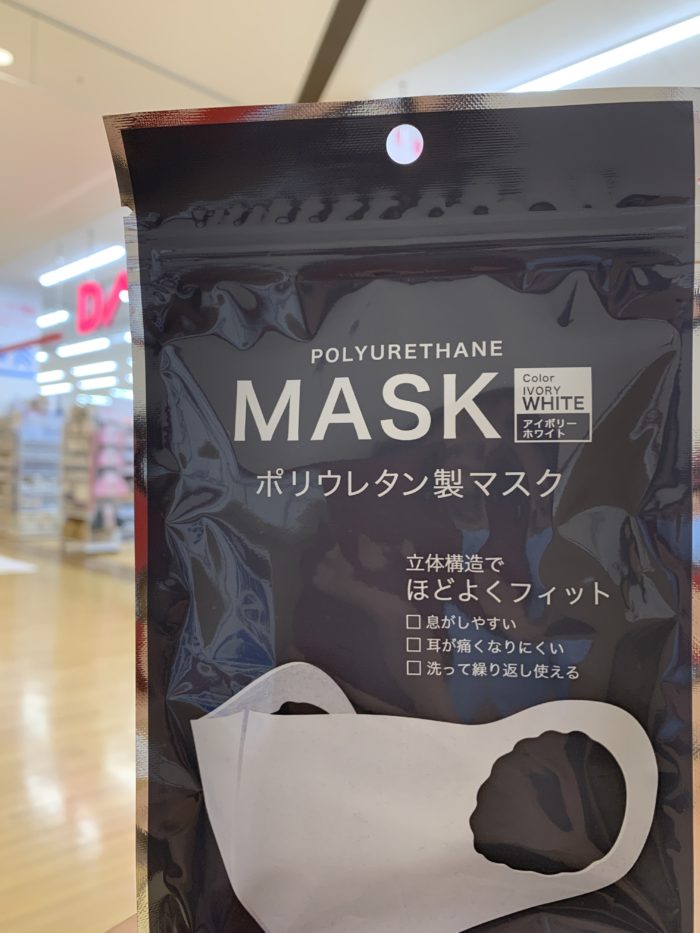 POLYURETHANE
MASK
Color
IVORY
WHITE
アイボリー
ホワイト
ポリウレタン製マスク
立体構造で
ほどよくフィット
□ 息がしやすい
□ 耳が痛くなりにくい
□ 洗って繰り返し使える